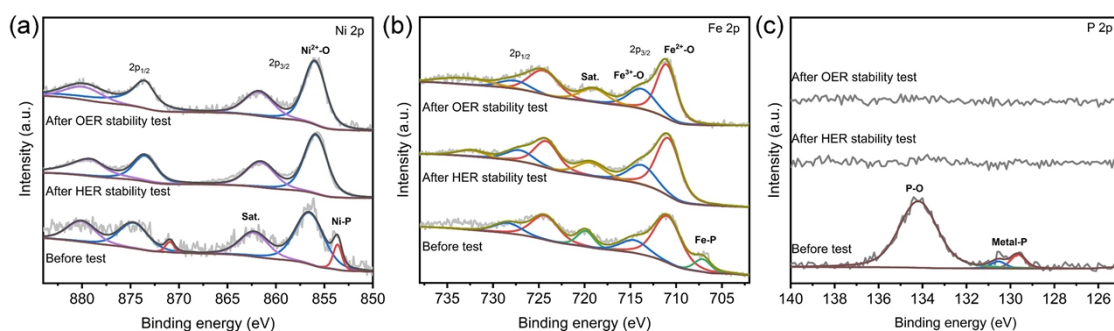 (a)
Ni 2p
Ni²⁺-O
2p₁/₂
2p₃/₂
After OER stability test
After HER stability test
Sat.
Ni-P
Before test
Intensity (a.u.)
880 875 870 865 860 855 850
Binding energy (eV)
(b)
Fe 2p
2p₁/₂
2p₃/₂
Fe²⁺-O
Sat.
Fe³⁺-O
After OER stability test
After HER stability test
Fe-P
Before test
Intensity (a.u.)
735 730 725 720 715 710 705
Binding energy (eV)
(c)
P 2p
After OER stability test
After HER stability test
P-O
Before test
Metal-P
Intensity (a.u.)
140 138 136 134 132 130 128 126
Binding energy (eV)